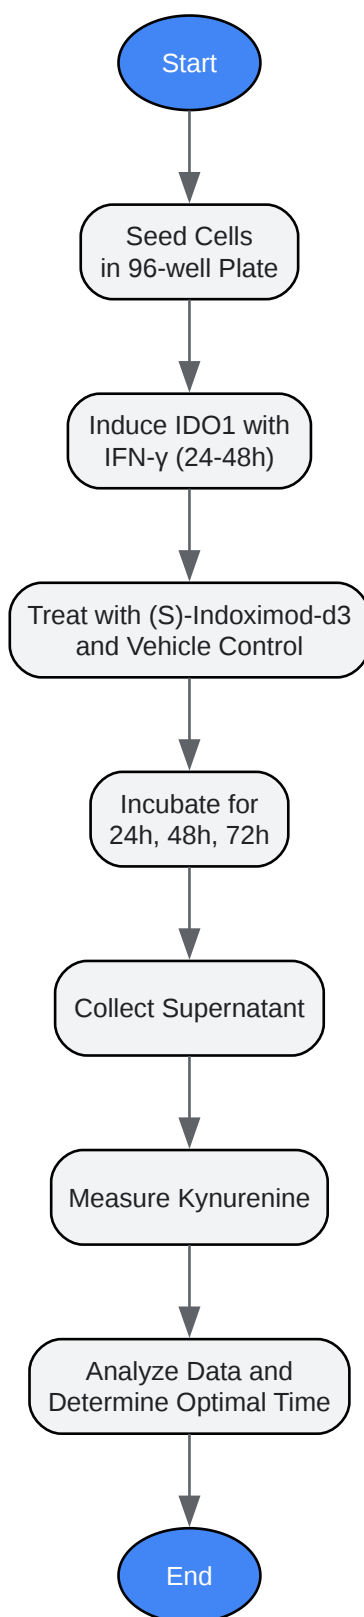 Start
Seed Cells
in 96-well Plate
Induce IDO1 with
IFN-γ (24-48h)
Treat with (S)-Indoximod-d3
and Vehicle Control
Incubate for
24h, 48h, 72h
Collect Supernatant
Measure Kynurenine
Analyze Data and
Determine Optimal Time
End